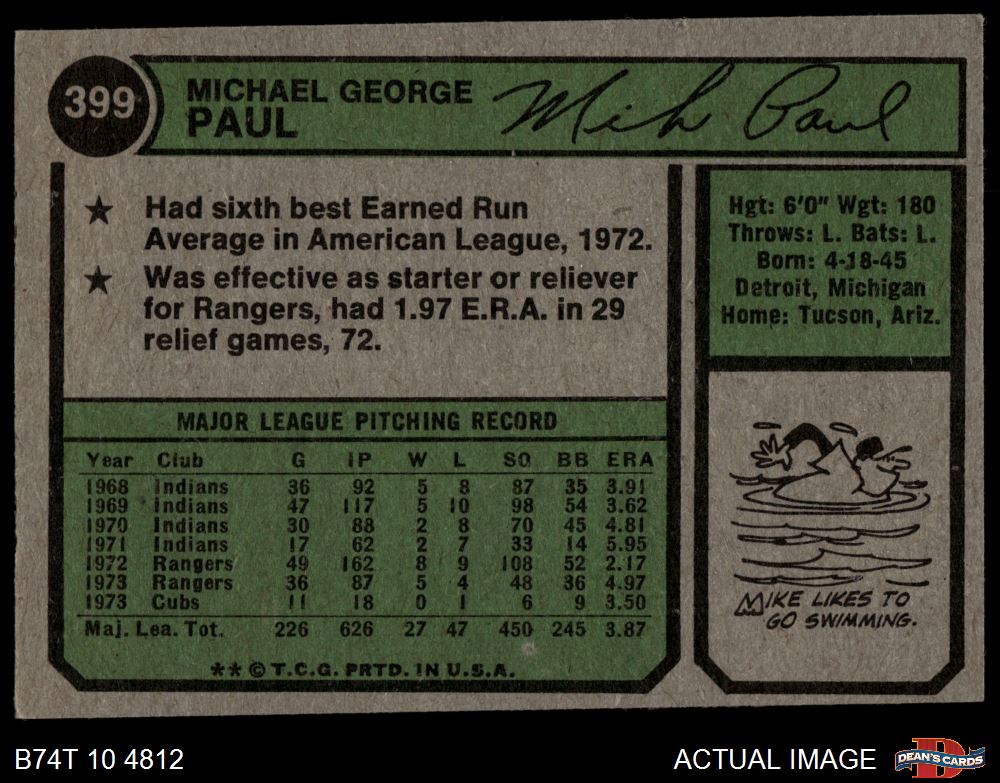 399
MICHAEL GEORGE
PAUL
Mike Paul
★ Had sixth best Earned Run
Average in American League, 1972.
★ Was effective as starter or reliever
for Rangers, had 1.97 E.R.A. in 29
relief games, 72.
Hgt: 6'0" Wgt: 180
Throws: L. Bats: L.
Born: 4-18-45
Detroit, Michigan
Home: Tucson, Ariz.
MAJOR LEAGUE PITCHING RECORD
Year Club G IP W L SO BB ERA
1968 Indians 36 92 5 8 87 35 3.91
1969 Indians 47 117 5 10 98 54 3.62
1970 Indians 30 88 2 8 70 45 4.81
1971 Indians 17 62 2 7 33 14 5.95
1972 Rangers 49 162 8 9 108 52 2.17
1973 Rangers 36 87 5 4 48 36 4.97
1973 Cubs 11 18 0 1 6 9 3.50
Maj. Lea. Tot. 226 626 27 47 450 245 3.87
** © T.C.G. PRTD. IN U.S.A.
MIKE LIKES TO
GO SWIMMING.
B74T 10 4812
ACTUAL IMAGE
D
DEAN'S CARDS